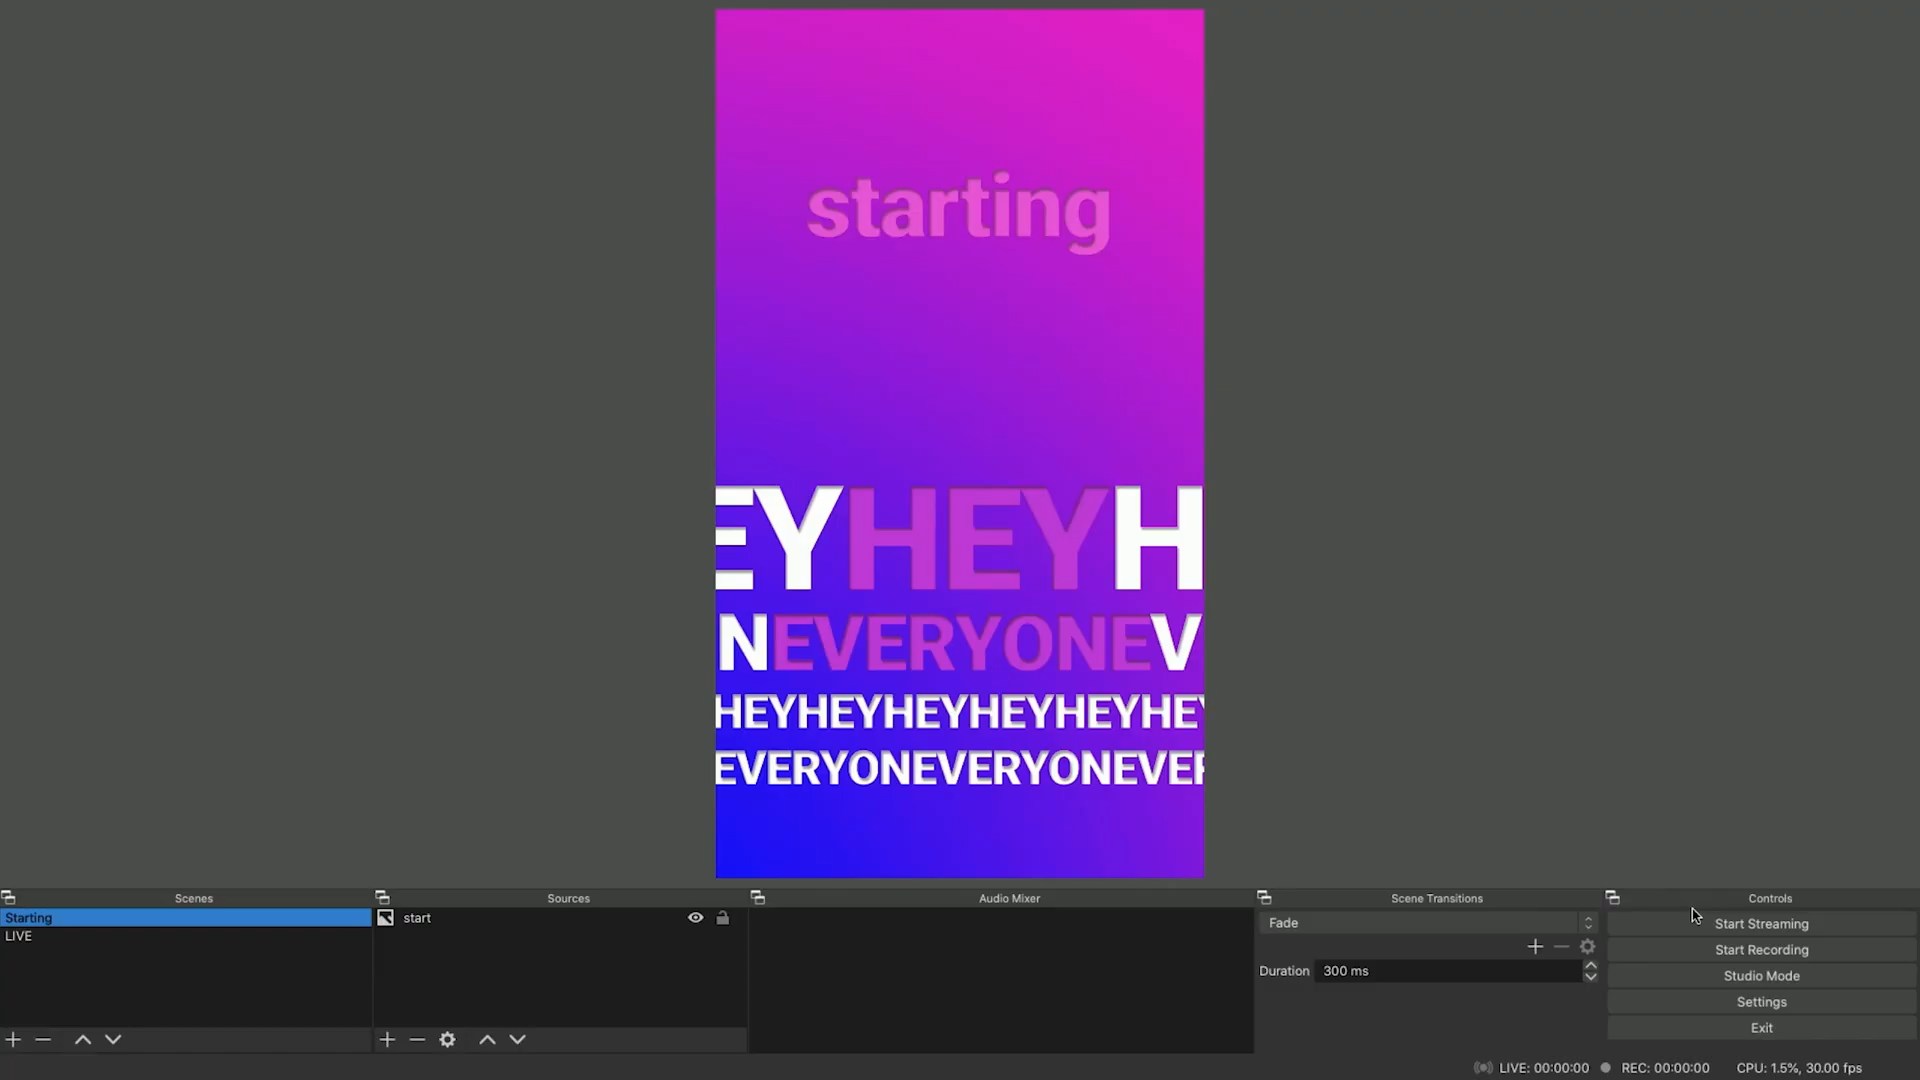 starting
EYHEYH
NEVERYONEV
HEYHEYHEYHEYHEYHEY
EVERYONEVERYONEVER
Scenes
Sources
Audio Mixer
Scene Transitions
Controls
Starting
start
Fade
Start Streaming
LIVE
Start Recording
Duration 300 ms
Studio Mode
Settings
Exit
LIVE: 00:00:00
REC: 00:00:00
CPU: 1.5%, 30.00 fps